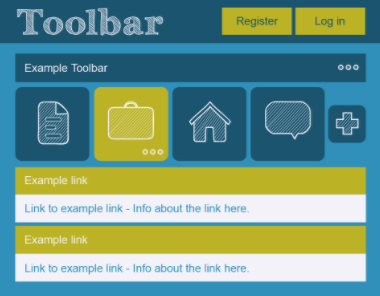 Toolbar
Register
Log in
Example Toolbar
Example link
Link to example link - Info about the link here.
Example link
Link to example link - Info about the link here.